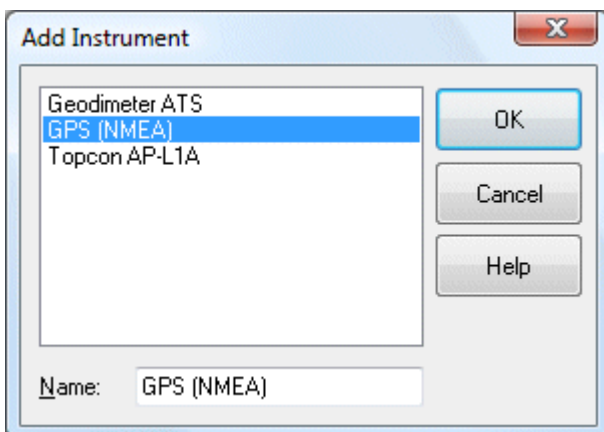 Add Instrument
Geodimeter ATS
GPS (NMEA)
Topcon AP-L1A
OK
Cancel
Help
Name: GPS (NMEA)